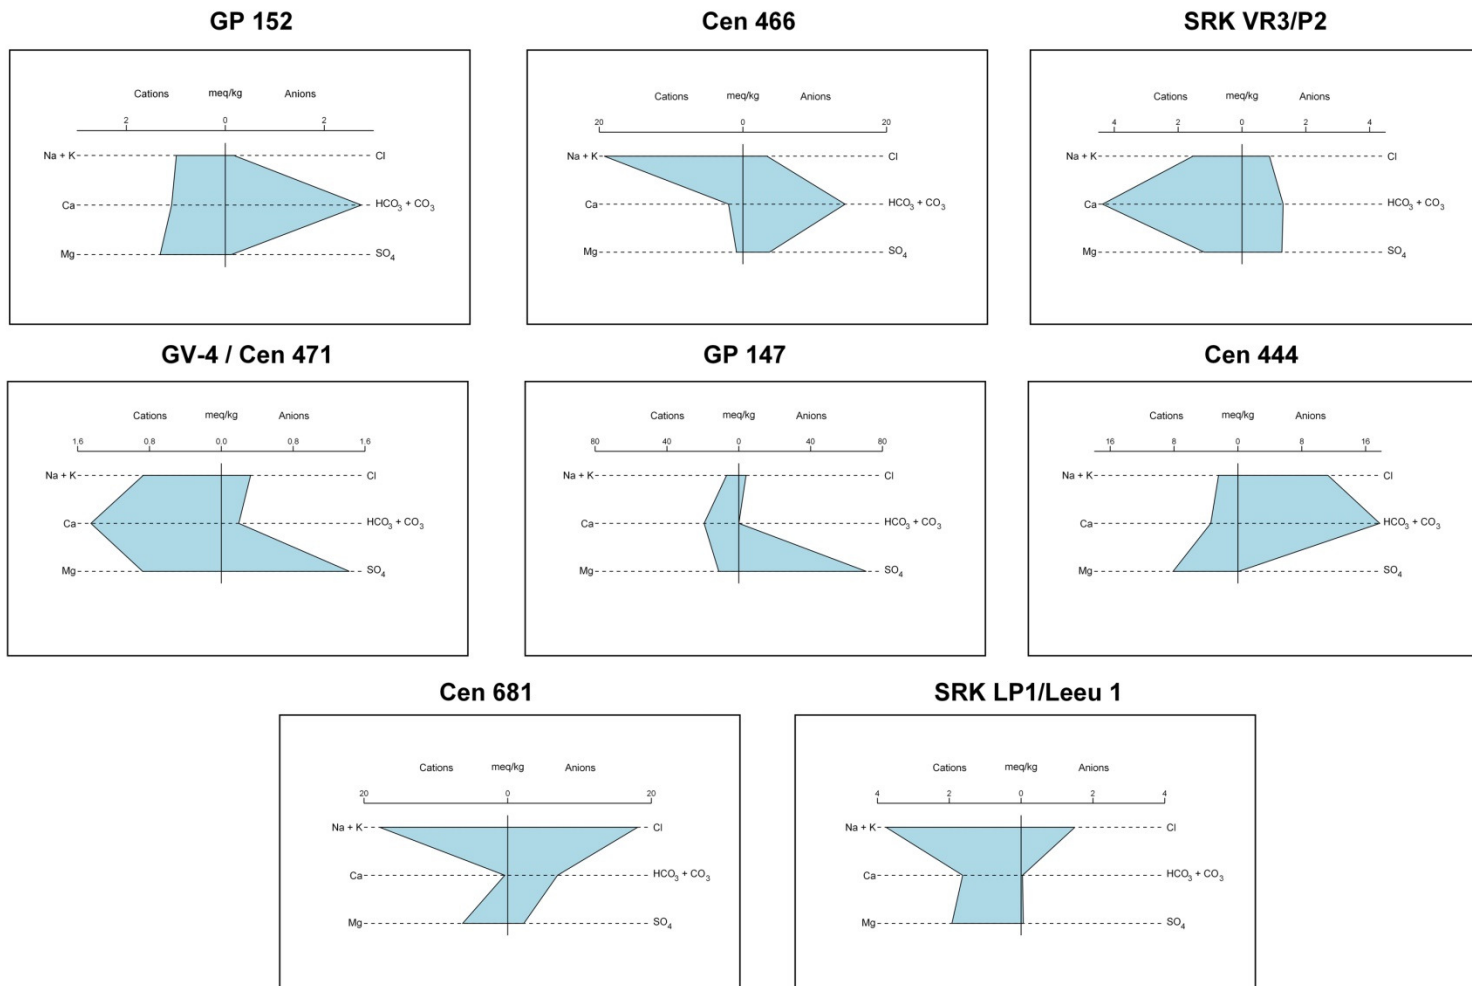 GP 152 Cen 466 SRK VR3/P2
Cations meq/kg Anions
2 0 2
Na + K Cl
Ca HCO₃ + CO₃
Mg SO₄
Cations meq/kg Anions
20 0 20
Na + K Cl
Ca HCO₃ + CO₃
Mg SO₄
Cations meq/kg Anions
4 2 0 2 4
Na + K Cl
Ca HCO₃ + CO₃
Mg SO₄
GV-4 / Cen 471 GP 147 Cen 444
Cations meq/kg Anions
1.6 0.8 0.0 0.8 1.6
Na + K Cl
Ca HCO₃ + CO₃
Mg SO₄
Cations meq/kg Anions
80 40 0 40 80
Na + K Cl
Ca HCO₃ + CO₃
Mg SO₄
Cations meq/kg Anions
16 8 0 8 16
Na + K Cl
Ca HCO₃ + CO₃
Mg SO₄
Cen 681 SRK LP1/Leeu 1
Cations meq/kg Anions
20 0 20
Na + K Cl
Ca HCO₃ + CO₃
Mg SO₄
Cations meq/kg Anions
4 2 0 2 4
Na + K Cl
Ca HCO₃ + CO₃
Mg SO₄